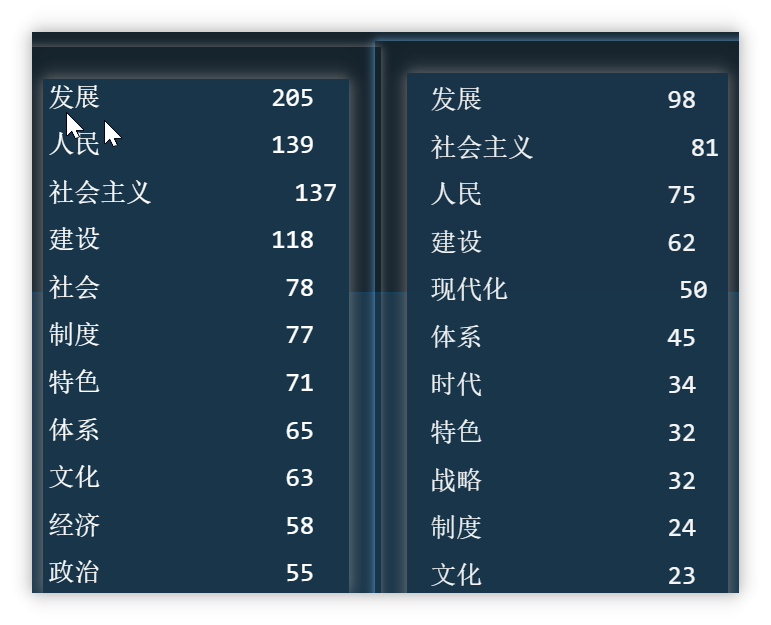 发展 205
人民 139
社会主义 137
建设 118
社会 78
制度 77
特色 71
体系 65
文化 63
经济 58
政治 55
发展 98
社会主义 81
人民 75
建设 62
现代化 50
体系 45
时代 34
特色 32
战略 32
制度 24
文化 23